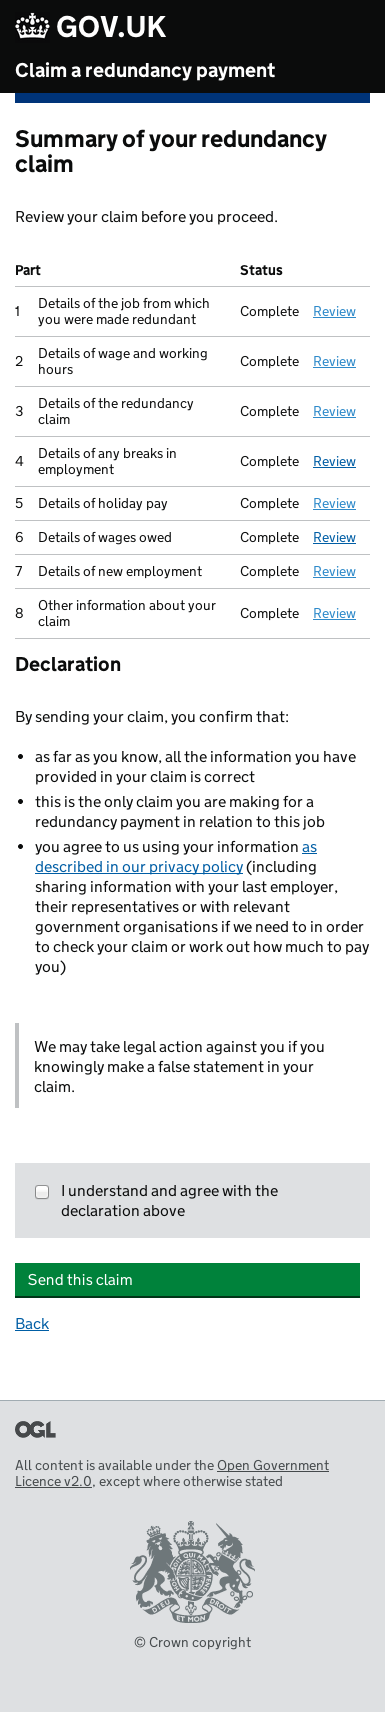 GOV.UK
Claim a redundancy payment
Summary of your redundancy
claim
Review your claim before you proceed.
Part Status
1 Details of the job from which you were made redundant Complete Review
2 Details of wage and working hours Complete Review
3 Details of the redundancy claim Complete Review
4 Details of any breaks in employment Complete Review
5 Details of holiday pay Complete Review
6 Details of wages owed Complete Review
7 Details of new employment Complete Review
8 Other information about your claim Complete Review
Declaration
By sending your claim, you confirm that:
• as far as you know, all the information you have
provided in your claim is correct
• this is the only claim you are making for a
redundancy payment in relation to this job
• you agree to us using your information as
described in our privacy policy (including
sharing information with your last employer,
their representatives or with relevant
government organisations if we need to in order
to check your claim or work out how much to pay
you)
We may take legal action against you if you
knowingly make a false statement in your
claim.
I understand and agree with the
declaration above
Send this claim
Back
OGL
All content is available under the Open Government
Licence v2.0, except where otherwise stated
DIEU ET MON
© Crown copyright